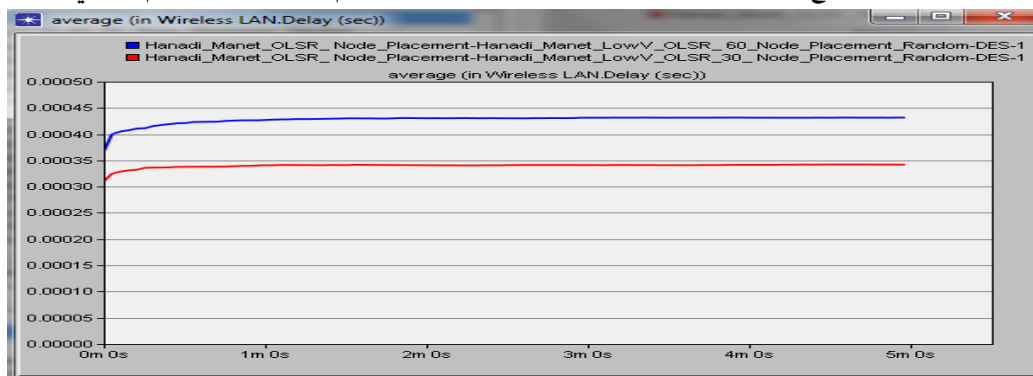 average (in Wireless LAN.Delay (sec))
Hanadi_Manet_OLSR_ Node_Placement-Hanadi_Manet_LowV_OLSR_ 60_Node_Placement_Random-DES-1
Hanadi_Manet_OLSR_ Node_Placement-Hanadi_Manet_LowV_OLSR_30_ Node_Placement_Random-DES-1
average (in Wireless LAN.Delay (sec))
0.00050
0.00045
0.00040
0.00035
0.00030
0.00025
0.00020
0.00015
0.00010
0.00005
0.00000
0m 0s 1m 0s 2m 0s 3m 0s 4m 0s 5m 0s